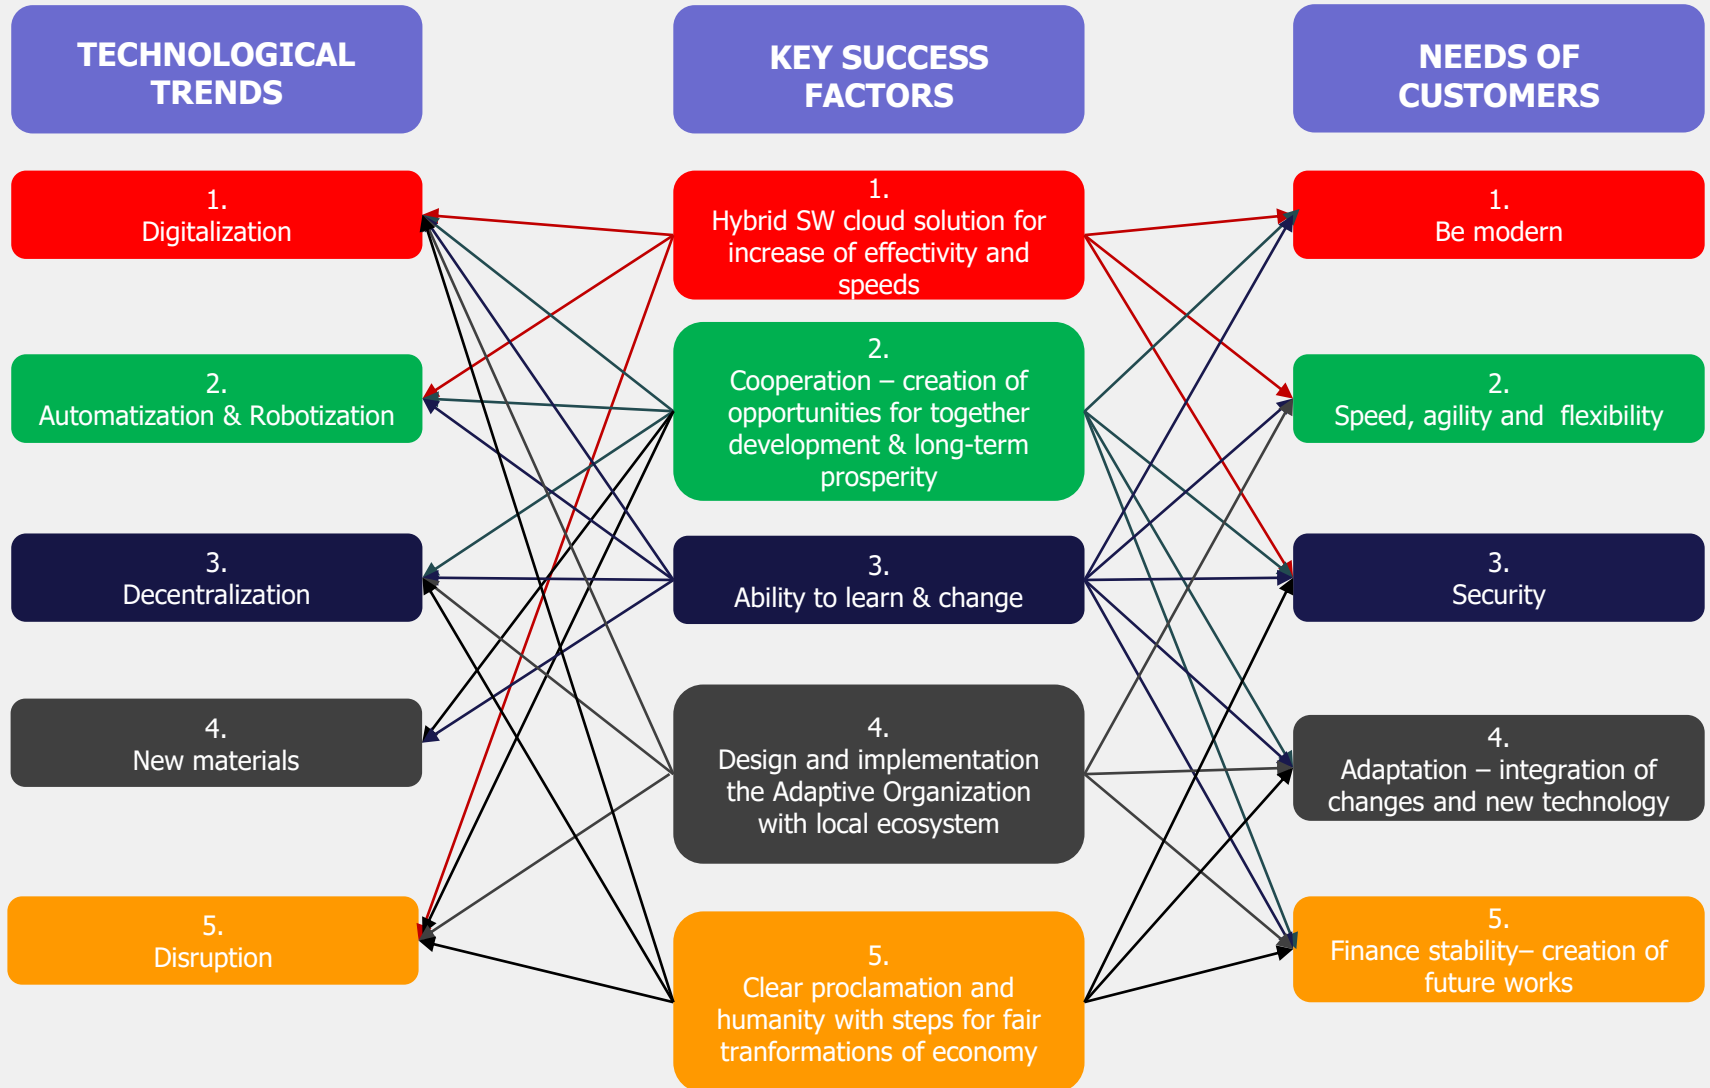 TECHNOLOGICAL
TRENDS
1.
Digitalization
2.
Automatization & Robotization
3.
Decentralization
4.
New materials
5.
Disruption
KEY SUCCESS
FACTORS
1.
Hybrid SW cloud solution for
increase of effectivity and
speeds
2.
Cooperation – creation of
opportunities for together
development & long-term
prosperity
3.
Ability to learn & change
4.
Design and implementation
the Adaptive Organization
with local ecosystem
5.
Clear proclamation and
humanity with steps for fair
tranformations of economy
NEEDS OF
CUSTOMERS
1.
Be modern
2.
Speed, agility and  flexibility
3.
Security
4.
Adaptation – integration of
changes and new technology
5.
Finance stability– creation of
future works